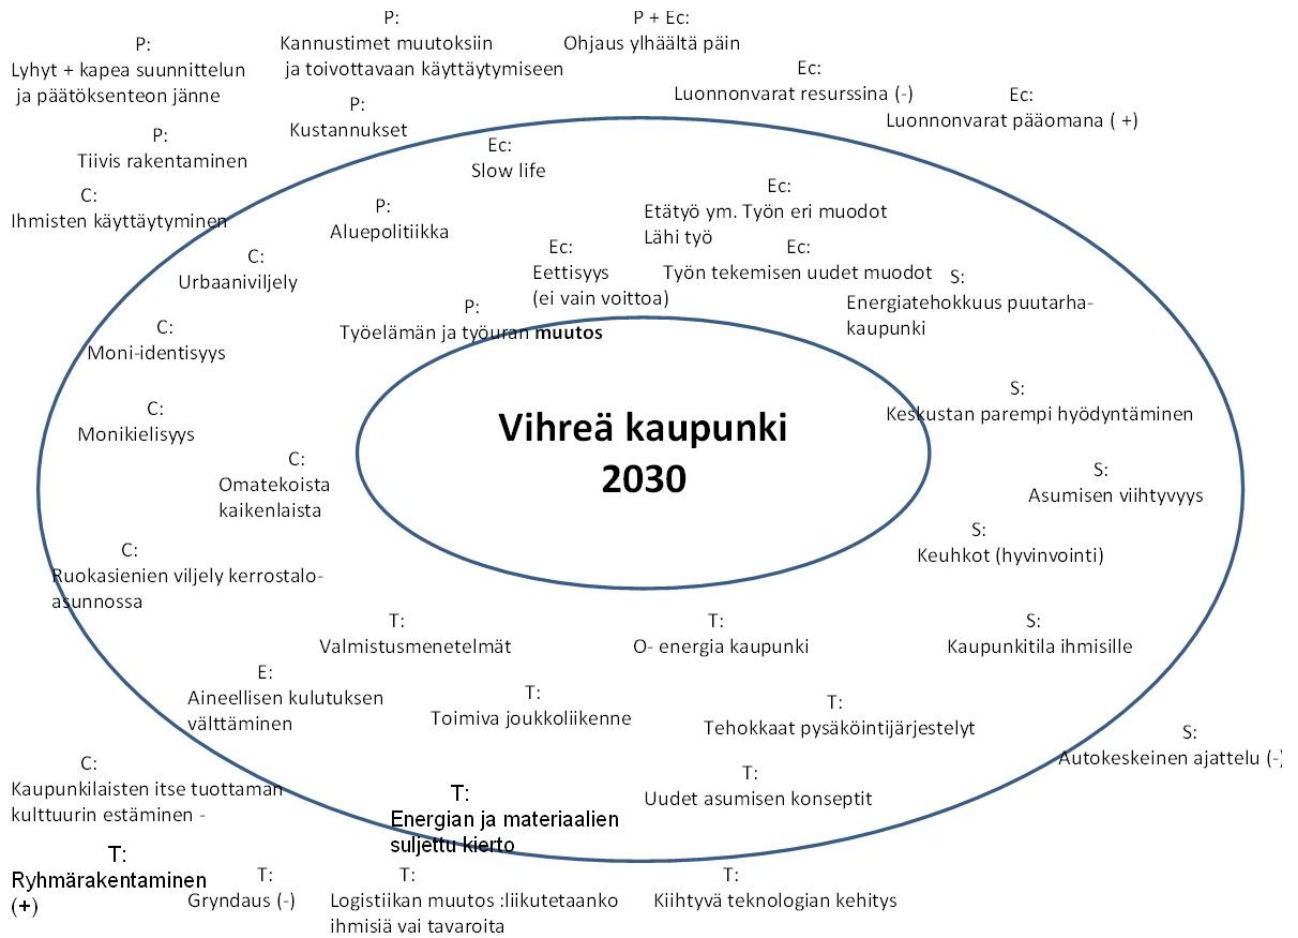 P:
Kannustimet muutoksiin
ja toivottavaan käyttäytymiseen
P + Ec:
Ohjaus ylhäältä päin
P:
Lyhyt + kapea suunnittelun
ja päätöksenteon jänne
Ec:
Luonnonvarat resurssina (-)
Ec:
Luonnonvarat pääomana ( +)
P:
Kustannukset
P:
Tiivis rakentaminen
Ec:
Slow life
C:
Ihmisten käyttäytyminen
P:
Aluepolitiikka
Ec:
Etätyö ym. Työn eri muodot
Lähi työ
C:
Urbaaniviljely
Ec:
Eettisyys
(ei vain voittoa)
Ec:
Työn tekemisen uudet muodot
S:
Energiatehokkuus puutarha-
kaupunki
P:
Työelämän ja työuran muutos
C:
Moni-identisyys
Vihreä kaupunki
2030
S:
Keskustan parempi hyödyntäminen
C:
Monikielisyys
C:
Omatekoista
kaikenlaista
S:
Asumisen viihtyvyys
S:
Keuhkot (hyvinvointi)
C:
Ruokasienien viljely kerrostalo-
asunnossa
T:
Valmistusmenetelmät
T:
O- energia kaupunki
S:
Kaupunkitila ihmisille
E:
Aineellisen kulutuksen
välttäminen
T:
Toimiva joukkoliikenne
T:
Tehokkaat pysäköintijärjestelyt
S:
Autokeskeinen ajattelu (-)
C:
Kaupunkilaisten itse tuottaman
kulttuurin estäminen -
T:
Energian ja materiaalien
suljettu kierto
T:
Uudet asumisen konseptit
T:
Ryhmärakentaminen
(+)
T:
Gryndaus (-)
T:
Logistiikan muutos :liikutetaanko
ihmisiä vai tavaroita
T:
Kiihtyvä teknologian kehitys